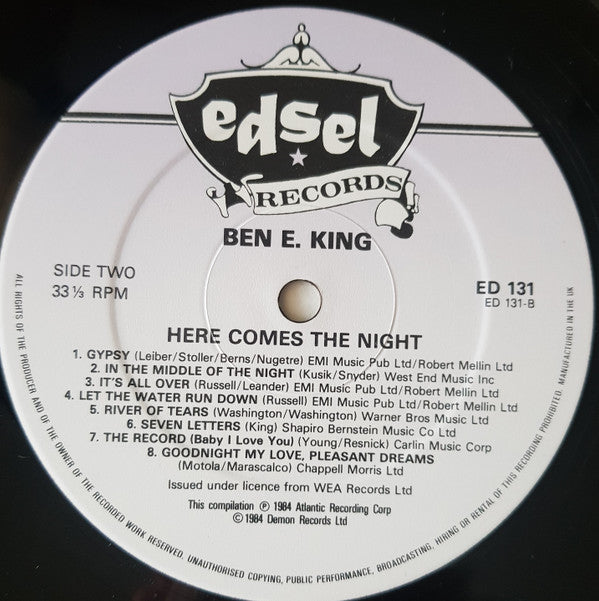 edsel
RECORDS
BEN E. KING
SIDE TWO
33 ⅓ RPM
ED 131
ED 131-B
HERE COMES THE NIGHT
1. GYPSY (Leiber/Stoller/Berns/Nugetre) EMI Music Pub Ltd/Robert Mellin Ltd
2. IN THE MIDDLE OF THE NIGHT (Kusik/Snyder) West End Music Inc
3. IT'S ALL OVER (Russell/Leander) EMI Music Pub Ltd/Robert Mellin Ltd
4. LET THE WATER RUN DOWN (Russell) EMI Music Pub Ltd/Robert Mellin Ltd
5. RIVER OF TEARS (Washington/Washington) Warner Bros Music Ltd
6. SEVEN LETTERS (King) Shapiro Bernstein Music Co Ltd
7. THE RECORD (Baby I Love You) (Young/Resnick) Carlin Music Corp
8. GOODNIGHT MY LOVE, PLEASANT DREAMS
(Motola/Marascalco) Chappell Morris Ltd
Issued under licence from WEA Records Ltd
This compilation ℗ 1984 Atlantic Recording Corp
© 1984 Demon Records Ltd
ALL RIGHTS OF THE PRODUCER AND OF THE OWNER OF THE RECORDED WORK RESERVED. UNAUTHORISED COPYING, PUBLIC PERFORMANCE, BROADCASTING, HIRING OR RENTAL OF THIS RECORDING PROHIBITED. MANUFACTURED IN THE UK